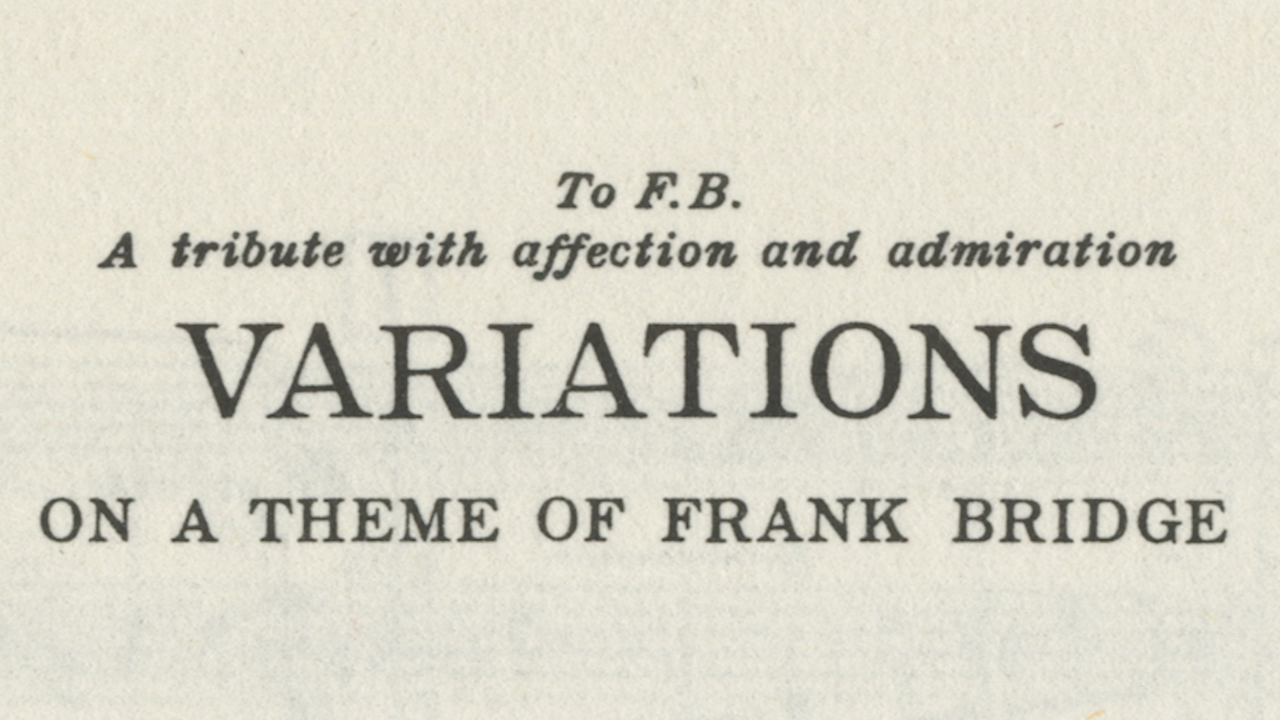 To F.B.
A tribute with affection and admiration
VARIATIONS
ON A THEME OF FRANK BRIDGE